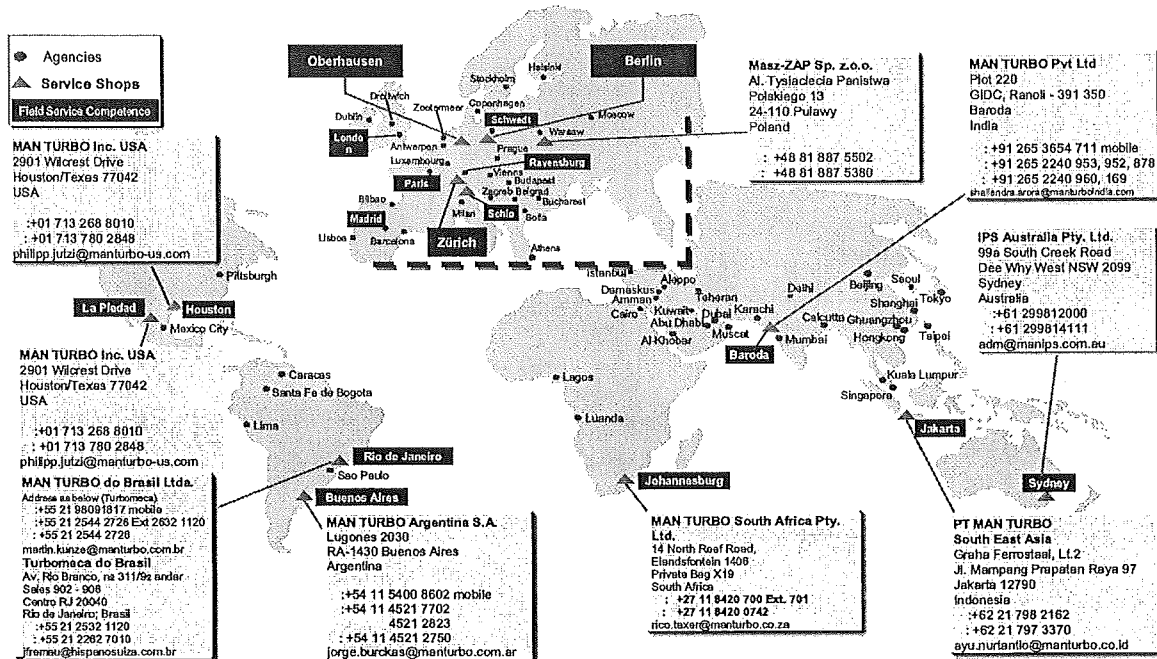 Agencies
Service Shops
Field Service Competence
MAN TURBO Inc. USA
2901 Wilcrest Drive
Houston/Texas 77042
USA
:+01 713 268 8010
:+01 713 780 2848
philipp.jutzi@manturbo-us.com
Pittsburgh
La Piedad
Houston
Mexico City
MAN TURBO Inc. USA
2901 Wilcrest Drive
Houston/Texas 77042
USA
:+01 713 268 8010
:+01 713 780 2848
philipp.jutzi@manturbo-us.com
Caracas
Santa Fe de Bogota
Lima
Rio de Janeiro
Sao Paulo
Buenos Aires
MAN TURBO do Brasil Ltda.
Address as below (Turbomeca)
:+55 21 98091817 mobile
:+55 21 2544 2726 Ext 2632 1120
:+55 21 2544 2728
martin.kunze@manturbo.com.br
Turbomeca do Brasil
Av. Rio Branco, nº 311/9º andar
Sales 902 - 906
Centro RJ 20040
Rio de Janeiro; Brasil
:+55 21 2532 1120
:+55 21 2262 7010
jfremau@hispanosuiza.com.br
MAN TURBO Argentina S.A.
Lugones 2030
RA-1430 Buenos Aires
Argentina
:+54 11 5400 8602 mobile
:+54 11 4521 7702
4521 2823
:+54 11 4521 2750
jorge.burckas@manturbo.com.ar
Oberhausen
Berlin
Helsinki
Stockholm
Droitwich
Zoetermeer
Copenhagen
Moscow
Dublin
Schwedt
Londo
n
Warsaw
Antwerpen
Prague
Luxembourg
Ravensburg
Paris
Vienna
Budapest
Zagreb
Belgrad
Bucharest
Bilbao
Milan
Schio
Sofia
Madrid
Zürich
Lisboa
Barcelona
Athens
Masz-ZAP Sp. z.o.o.
Al. Tysiaclecia Panistwa
Polskiego 13
24-110 Pulawy
Poland
: +48 81 887 5502
: +48 81 887 5380
MAN TURBO Pvt Ltd
Plot 220
GIDC, Ranoli - 391 350
Baroda
India
: +91 265 3654 711 mobile
: +91 265 2240 953, 952, 878
: +91 265 2240 960, 169
shailendra.arora@manturboindia.com
IPS Australia Pty. Ltd.
99a South Creek Road
Dee Why West NSW 2099
Sydney
Australia
:+61 299812000
:+61 299814111
adm@manips.com.au
Istanbul
Aleppo
Damaskus
Amman
Teheran
Cairo
Kuwait
Dubai
Karachi
Delhi
Abu Dhabi
Muscat
Al-Khobar
Baroda
Mumbai
Calcutta
Beijing
Seoul
Shanghai
Tokyo
Ghuangzhou
Hongkong
Taipei
Kuala Lumpur
Singapore
Jakarta
Sydney
Lagos
Luanda
Johannesburg
MAN TURBO South Africa Pty.
Ltd.
14 North Reef Road,
Elandsfontein 1406
Private Bag X19
South Africa
: +27 11 8420 700 Ext. 701
: +27 11 8420 0742
rico.taxer@manturbo.co.za
PT MAN TURBO
South East Asia
Graha Ferrostaal, Lt.2
Jl. Mampang Prapatan Raya 97
Jakarta 12790
Indonesia
:+62 21 798 2162
:+62 21 797 3370
ayu.nurtantio@manturbo.co.id